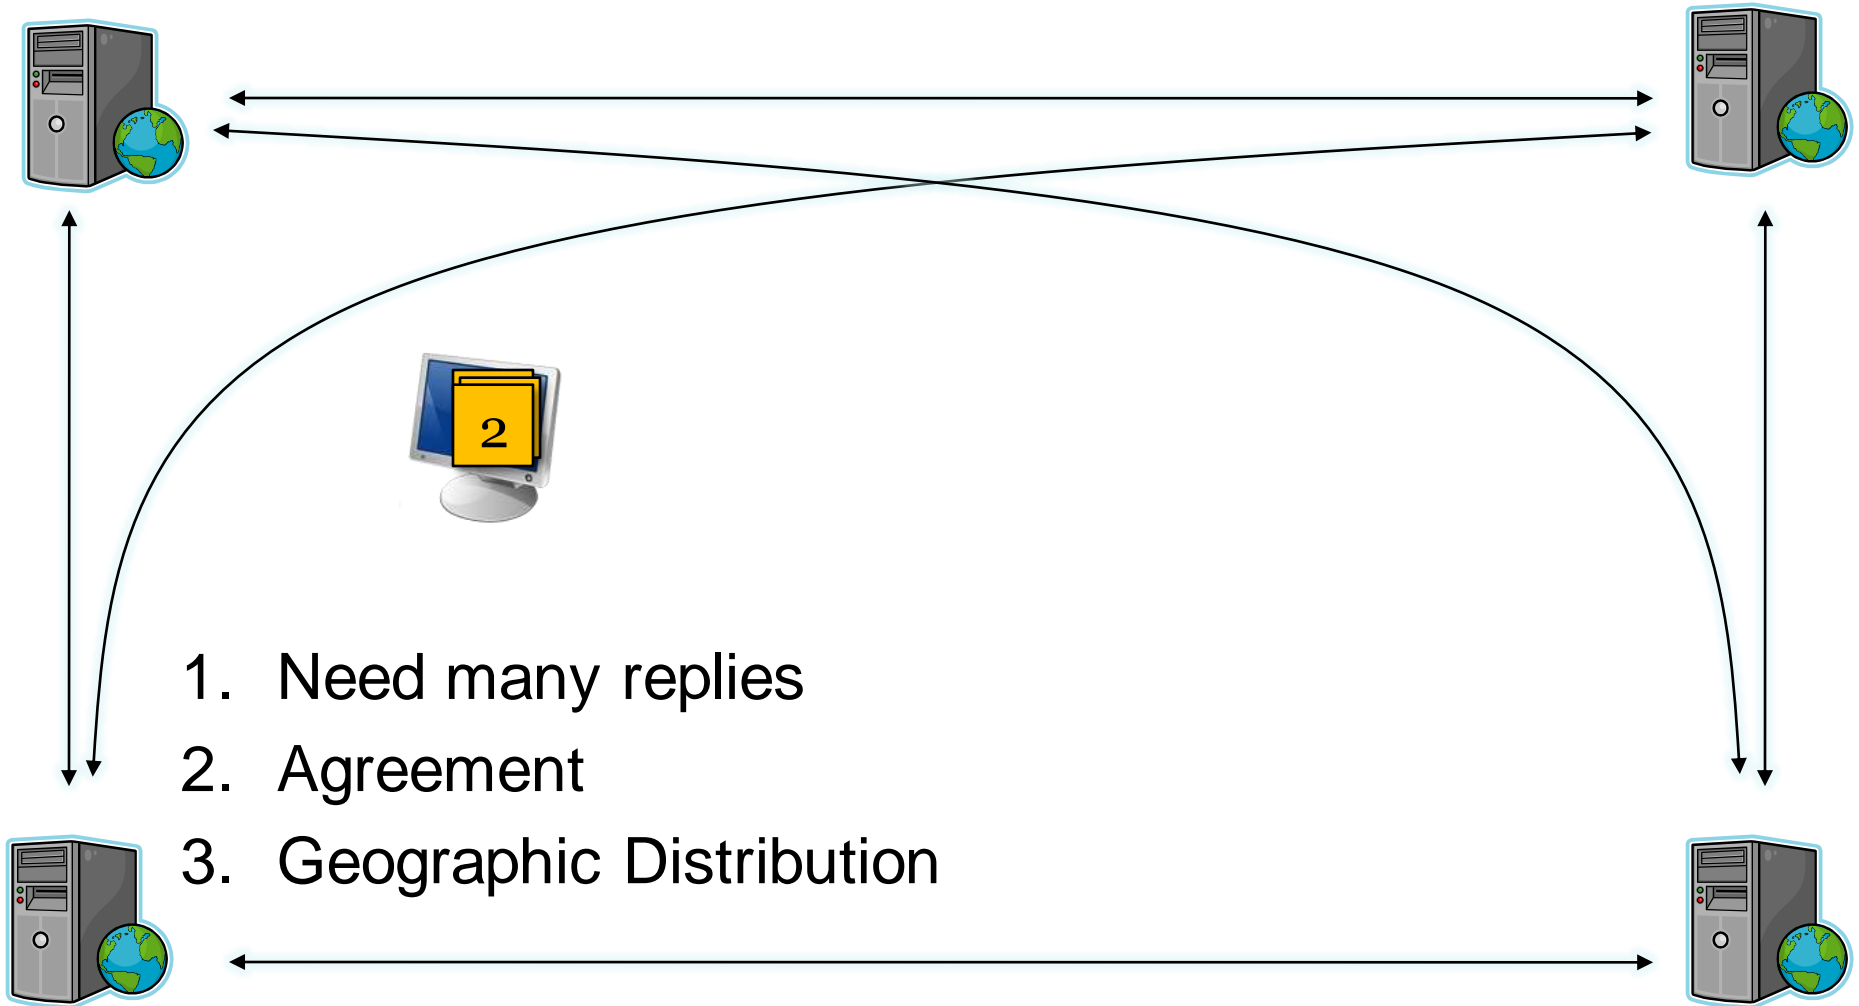 2
1. Need many replies
2. Agreement
3. Geographic Distribution